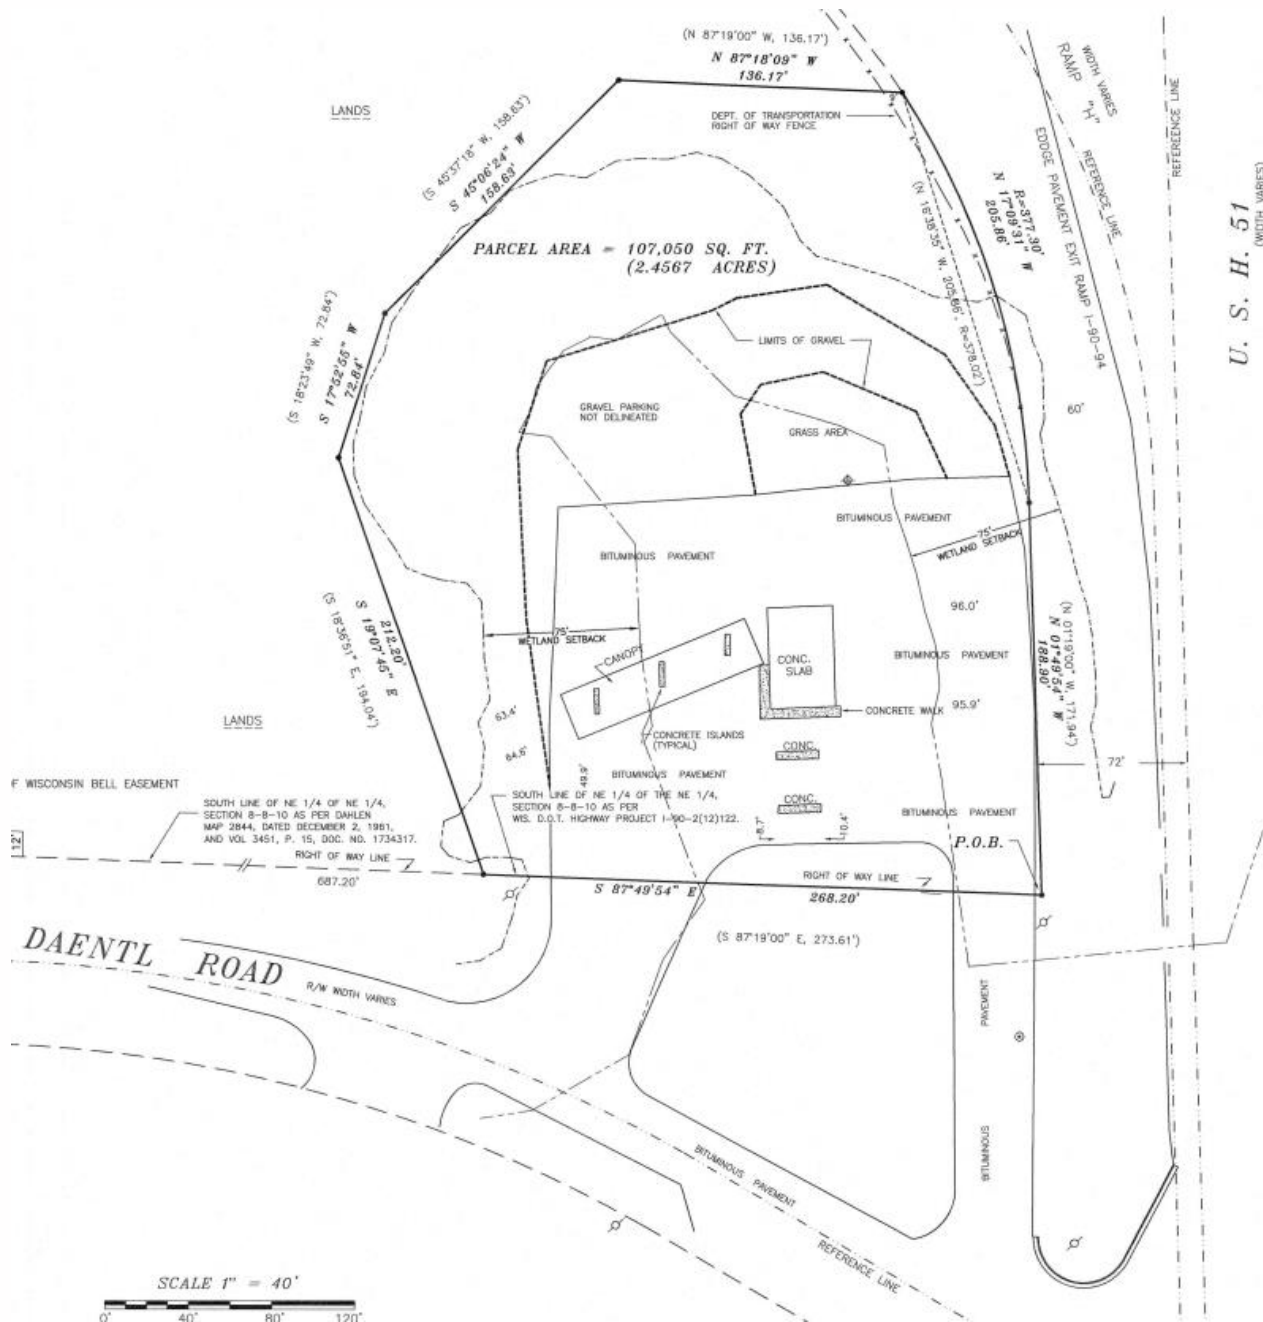 (N 87°19'00" W, 136.17')
N 87°18'09" W
136.17'
LANDS
DEPT. OF TRANSPORTATION
RIGHT OF WAY FENCE
WIDTH VARIES
RAMP "H"
REFERENCE LINE
REFEREENCE LINE
EDDGE PAVEMENT EXIT RAMP I-90-94
U. S. H. 51
(WIDTH VARIES)
(S 45°37'18" W, 158.63')
S 45°06'24" W
158.63'
R=377.30'
N 17°09'31" W
205.86'
(N 16°38'35" W, 205.86', R=378.02')
PARCEL AREA = 107,050 SQ. FT.
(2.4567 ACRES)
(S 18°23'49" W, 72.84')
S 17°52'55" W
72.84'
LIMITS OF GRAVEL
GRAVEL PARKING
NOT DELINEATED
GRASS AREA
60'
BITUMINOUS PAVEMENT
75'
WETLAND SETBACK
BITUMINOUS PAVEMENT
96.0'
(N 01°19'00" W, 171.94')
N 01°49'54" W
188.90'
212.20'
S 19°07'45" E
(S 18°36'51" E, 194.04')
75'
WETLAND SETBACK
CANOPY
CONC.
SLAB
BITUMINOUS PAVEMENT
CONCRETE WALK
95.9'
LANDS
63.4'
64.6'
49.9'
CONCRETE ISLANDS
(TYPICAL)
CONC.
BITUMINOUS PAVEMENT
72'
F WISCONSIN BELL EASEMENT
SOUTH LINE OF NE 1/4 OF NE 1/4,
SECTION 8-8-10 AS PER DAHLEN
MAP 2844, DATED DECEMBER 2, 1981,
AND VOL 3451, P. 15, DOC. NO. 1734317.
SOUTH LINE OF NE 1/4 OF THE NE 1/4,
SECTION 8-8-10 AS PER
WIS. D.O.T. HIGHWAY PROJECT I-90-2(12)122.
CONC.
8.7'
10.4'
BITUMINOUS PAVEMENT
P.O.B.
12'
RIGHT OF WAY LINE
687.20'
S 87°49'54" E
RIGHT OF WAY LINE
268.20'
(S 87°19'00" E, 273.61')
DAENTL ROAD
R/W WIDTH VARIES
BITUMINOUS PAVEMENT
BITUMINOUS PAVEMENT
REFERENCE LINE
SCALE 1" = 40'
0' 40' 80' 120'